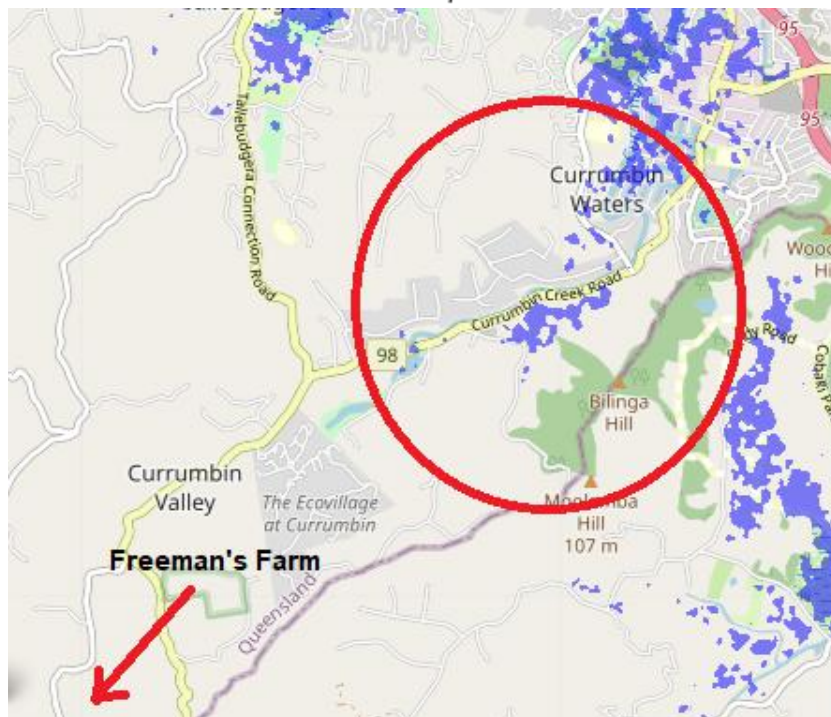 95
95
Tallebudgera Connection Road
Currumbin
Waters
Currumbin Creek Road
98
Bilinga
Hill
Hill
107 m
Currumbin
Valley
The Ecovillage
at Currumbin
Freeman's Farm
Queensland